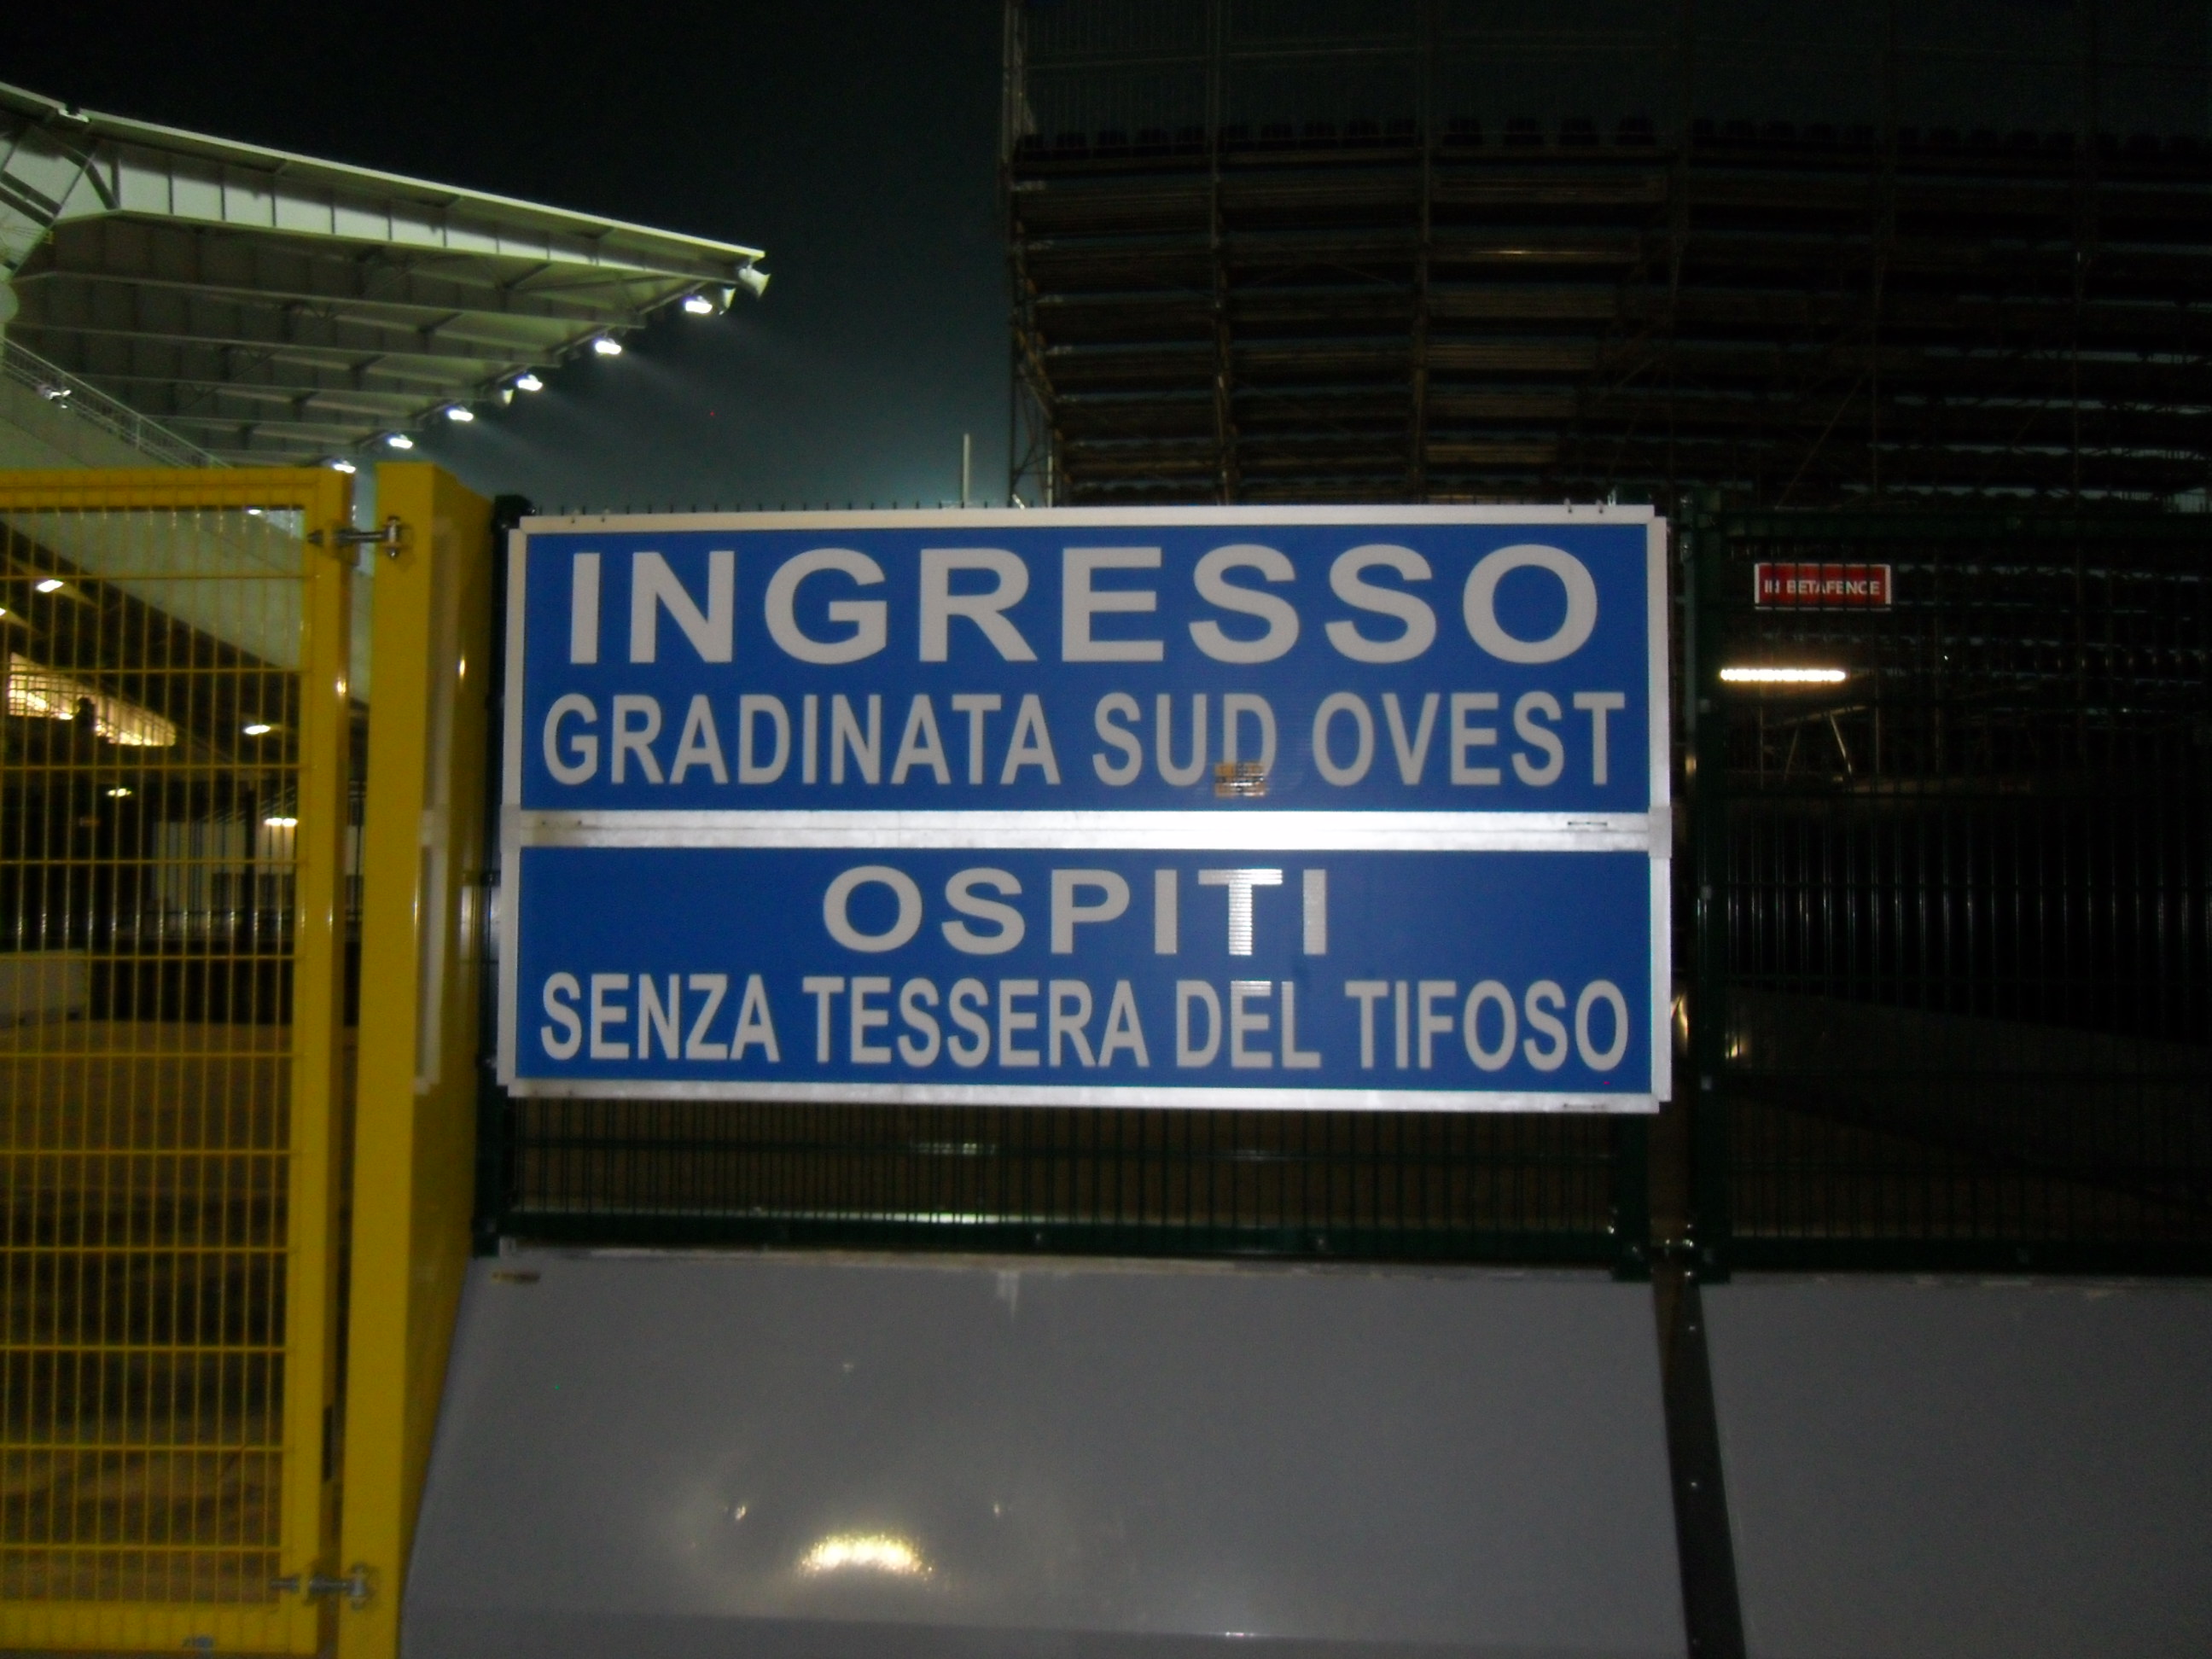 INGRESSO
GRADINATA SUD OVEST
OSPITI
SENZA TESSERA DEL TIFOSO
BETAFENCE